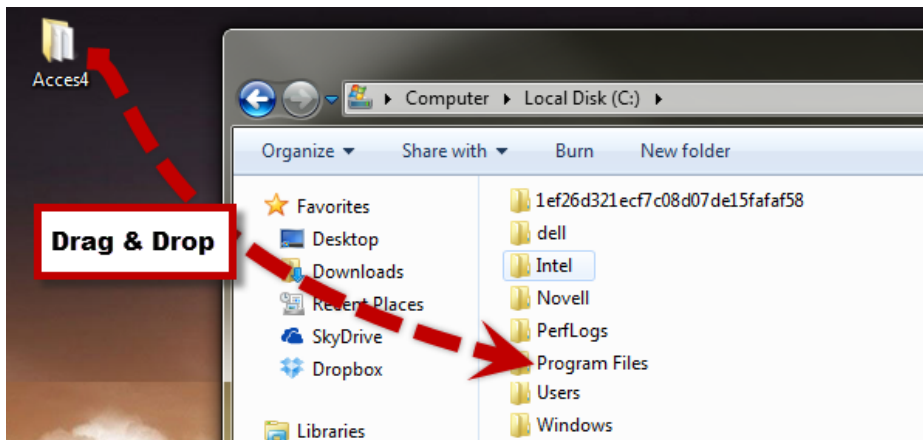 Acces4
Computer Local Disk (C:)
Organize Share with Burn New folder
Drag & Drop
Favorites
Desktop
Downloads
Recent Places
SkyDrive
Dropbox
Libraries
1ef26d321ecf7c08d07de15fafaf58
dell
Intel
Novell
PerfLogs
Program Files
Users
Windows